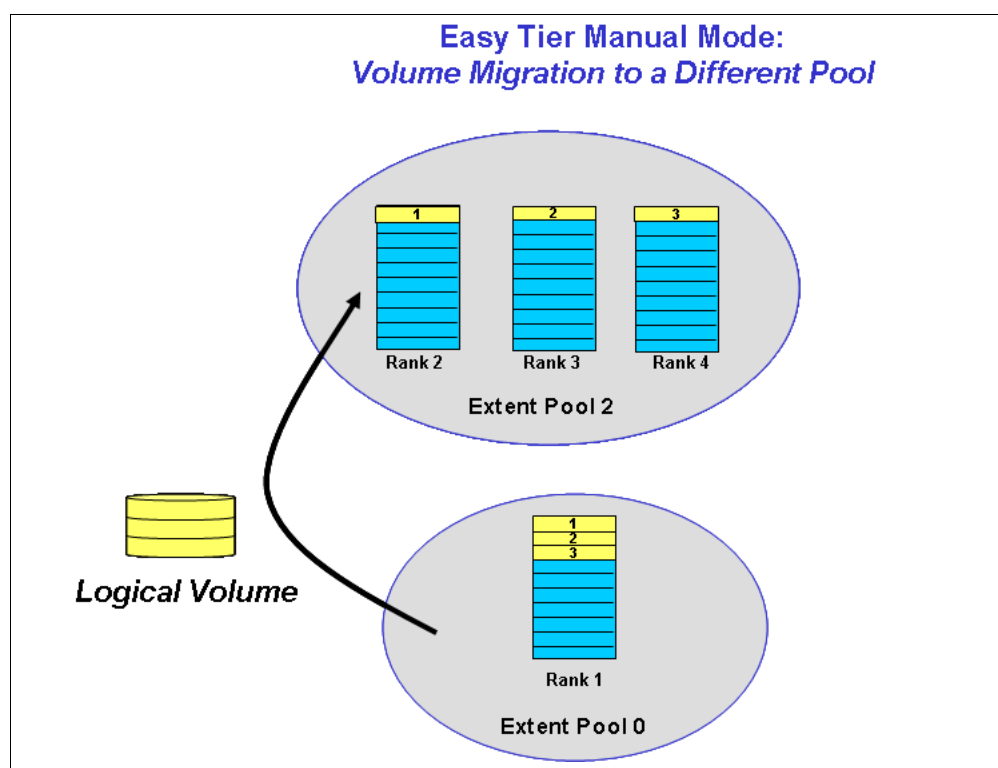 Easy Tier Manual Mode:
Volume Migration to a Different Pool
1 2 3
Rank 2 Rank 3 Rank 4
Extent Pool 2
Logical Volume
1
2
3
Rank 1
Extent Pool 0